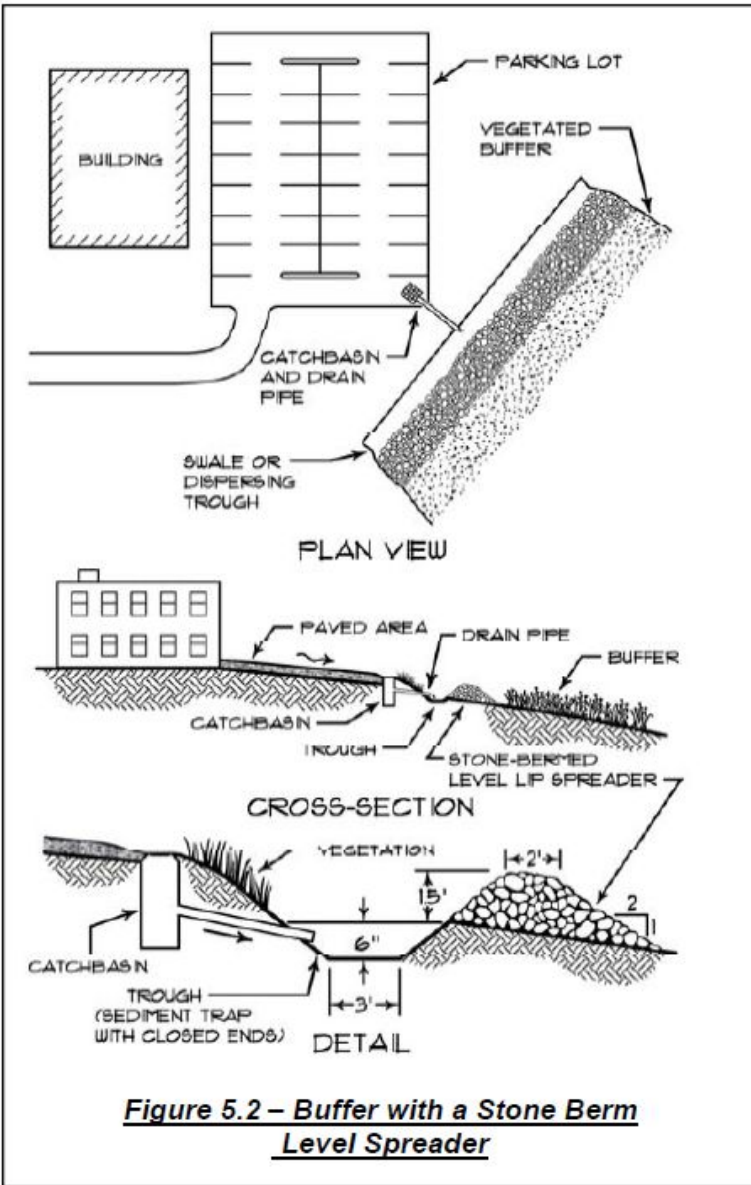 PARKING LOT
VEGETATED
BUFFER
BUILDING
CATCHBASIN
AND DRAIN
PIPE
SWALE OR
DISPERSING
TROUGH
PLAN VIEW
PAVED AREA
DRAIN PIPE
BUFFER
CATCHBASIN
TROUGH
STONE-BERMED
LEVEL LIP SPREADER
CROSS-SECTION
VEGETATION
2'
1.5'
2
1
6"
CATCHBASIN
TROUGH
(SEDIMENT TRAP
WITH CLOSED ENDS)
3'
DETAIL
Figure 5.2 – Buffer with a Stone Berm
Level Spreader